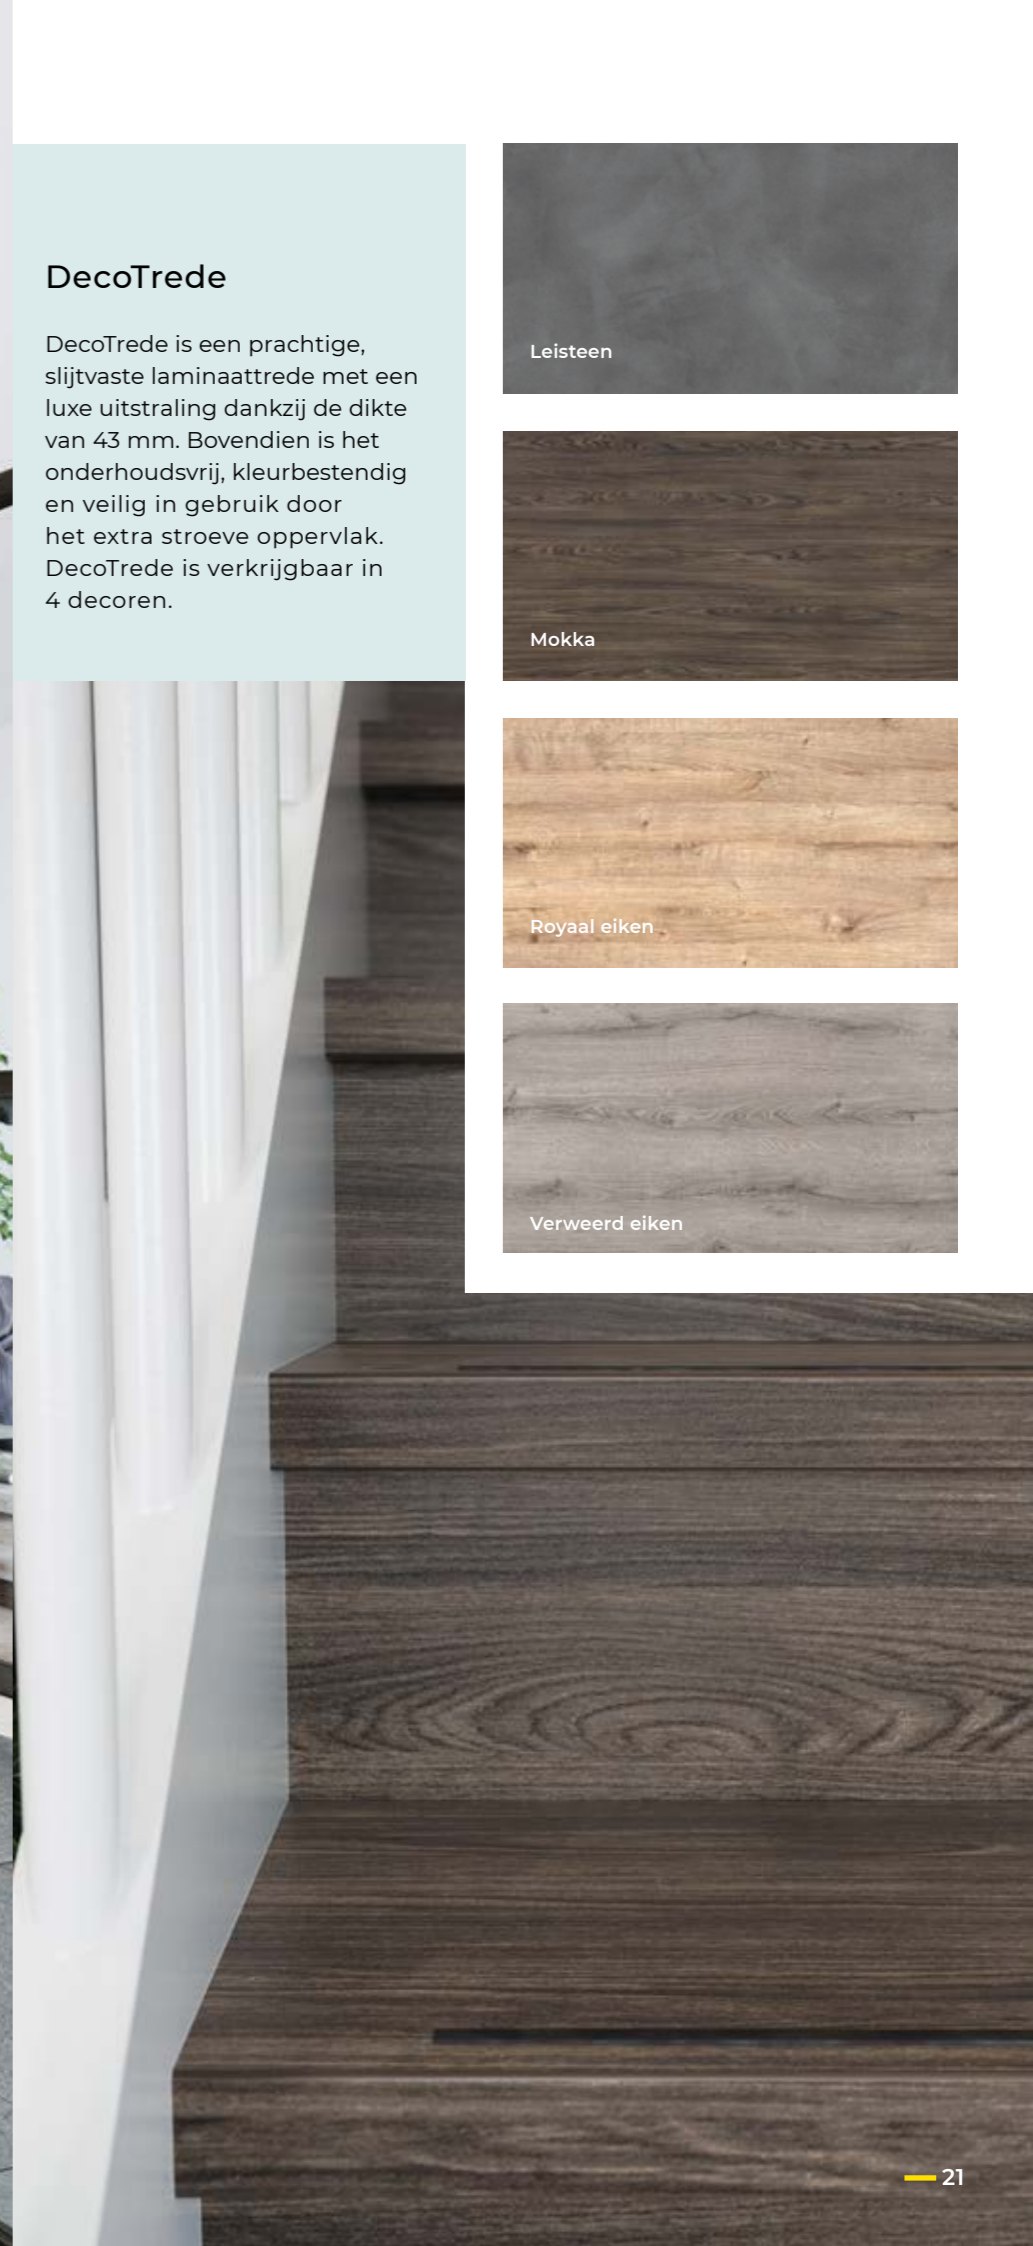 DecoTrede
DecoTrede is een prachtige,
slijtvaste laminaattrede met een
luxe uitstraling dankzij de dikte
van 43 mm. Bovendien is het
onderhoudsvrij, kleurbestendig
en veilig in gebruik door
het extra stroeve oppervlak.
DecoTrede is verkrijgbaar in
4 decoren.
Leisteen
Mokka
Royaal eiken
Verweerd eiken
21